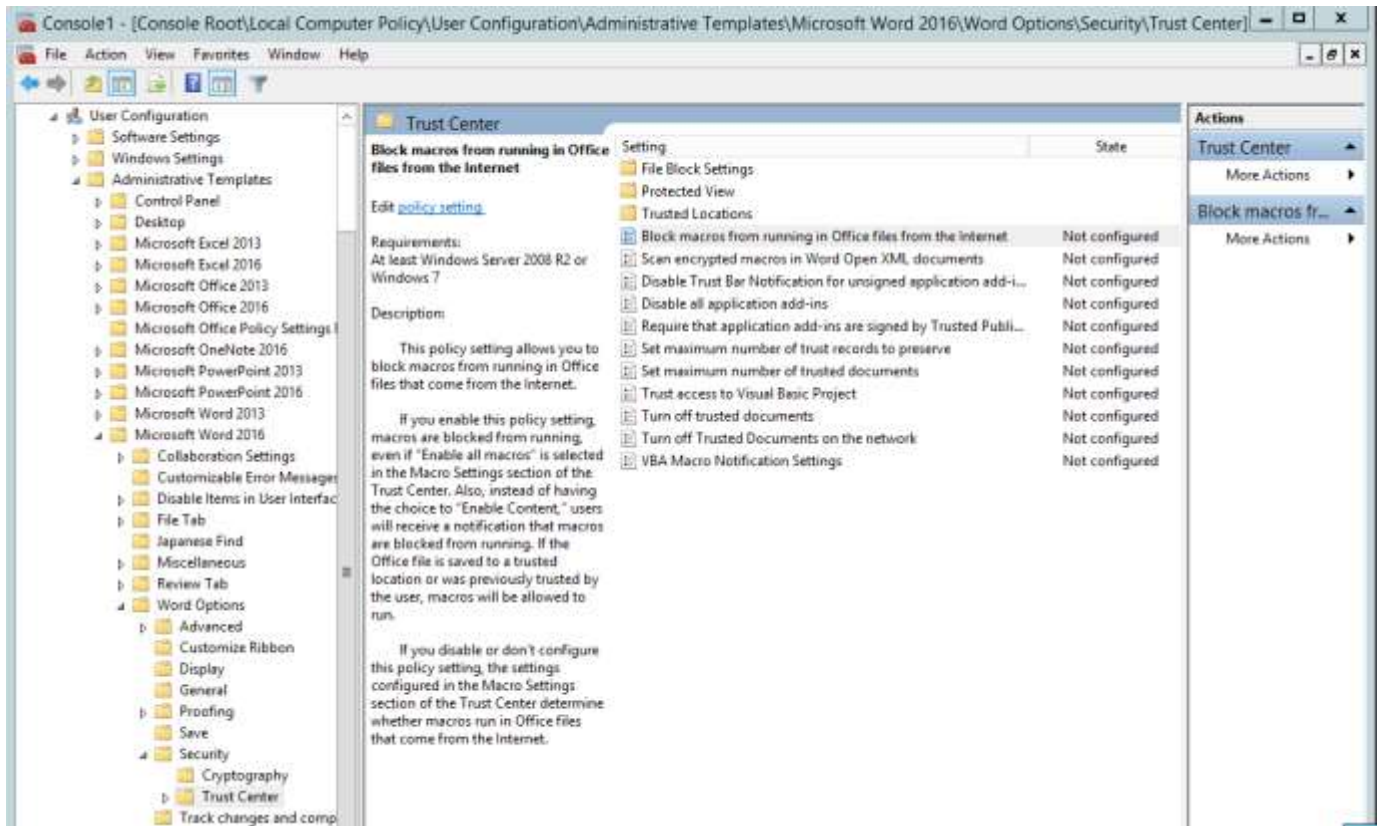 Console1 - [Console Root\Local Computer Policy\User Configuration\Administrative Templates\Microsoft Word 2016\Word Options\Security\Trust Center]
File Action View Favorites Window Help
User Configuration
Software Settings
Windows Settings
Administrative Templates
Control Panel
Desktop
Microsoft Excel 2013
Microsoft Excel 2016
Microsoft Office 2013
Microsoft Office 2016
Microsoft Office Policy Settings
Microsoft OneNote 2016
Microsoft PowerPoint 2013
Microsoft PowerPoint 2016
Microsoft Word 2013
Microsoft Word 2016
Collaboration Settings
Customizable Error Messages
Disable Items in User Interfac
File Tab
Japanese Find
Miscellaneous
Review Tab
Word Options
Advanced
Customize Ribbon
Display
General
Proofing
Save
Security
Cryptography
Trust Center
Track changes and comp
Trust Center
Block macros from running in Office
files from the Internet
Edit policy setting
Requirements:
At least Windows Server 2008 R2 or
Windows 7
Description:
This policy setting allows you to
block macros from running in Office
files that come from the Internet.
If you enable this policy setting,
macros are blocked from running,
even if "Enable all macros" is selected
in the Macro Settings section of the
Trust Center. Also, instead of having
the choice to "Enable Content," users
will receive a notification that macros
are blocked from running. If the
Office file is saved to a trusted
location or was previously trusted by
the user, macros will be allowed to
run.
If you disable or don't configure
this policy setting, the settings
configured in the Macro Settings
section of the Trust Center determine
whether macros run in Office files
that come from the Internet.
Setting State
File Block Settings
Protected View
Trusted Locations
Block macros from running in Office files from the Internet Not configured
Scan encrypted macros in Word Open XML documents Not configured
Disable Trust Bar Notification for unsigned application add-i... Not configured
Disable all application add-ins Not configured
Require that application add-ins are signed by Trusted Publi... Not configured
Set maximum number of trust records to preserve Not configured
Set maximum number of trusted documents Not configured
Trust access to Visual Basic Project Not configured
Turn off trusted documents Not configured
Turn off Trusted Documents on the network Not configured
VBA Macro Notification Settings Not configured
Actions
Trust Center
More Actions
Block macros fr...
More Actions